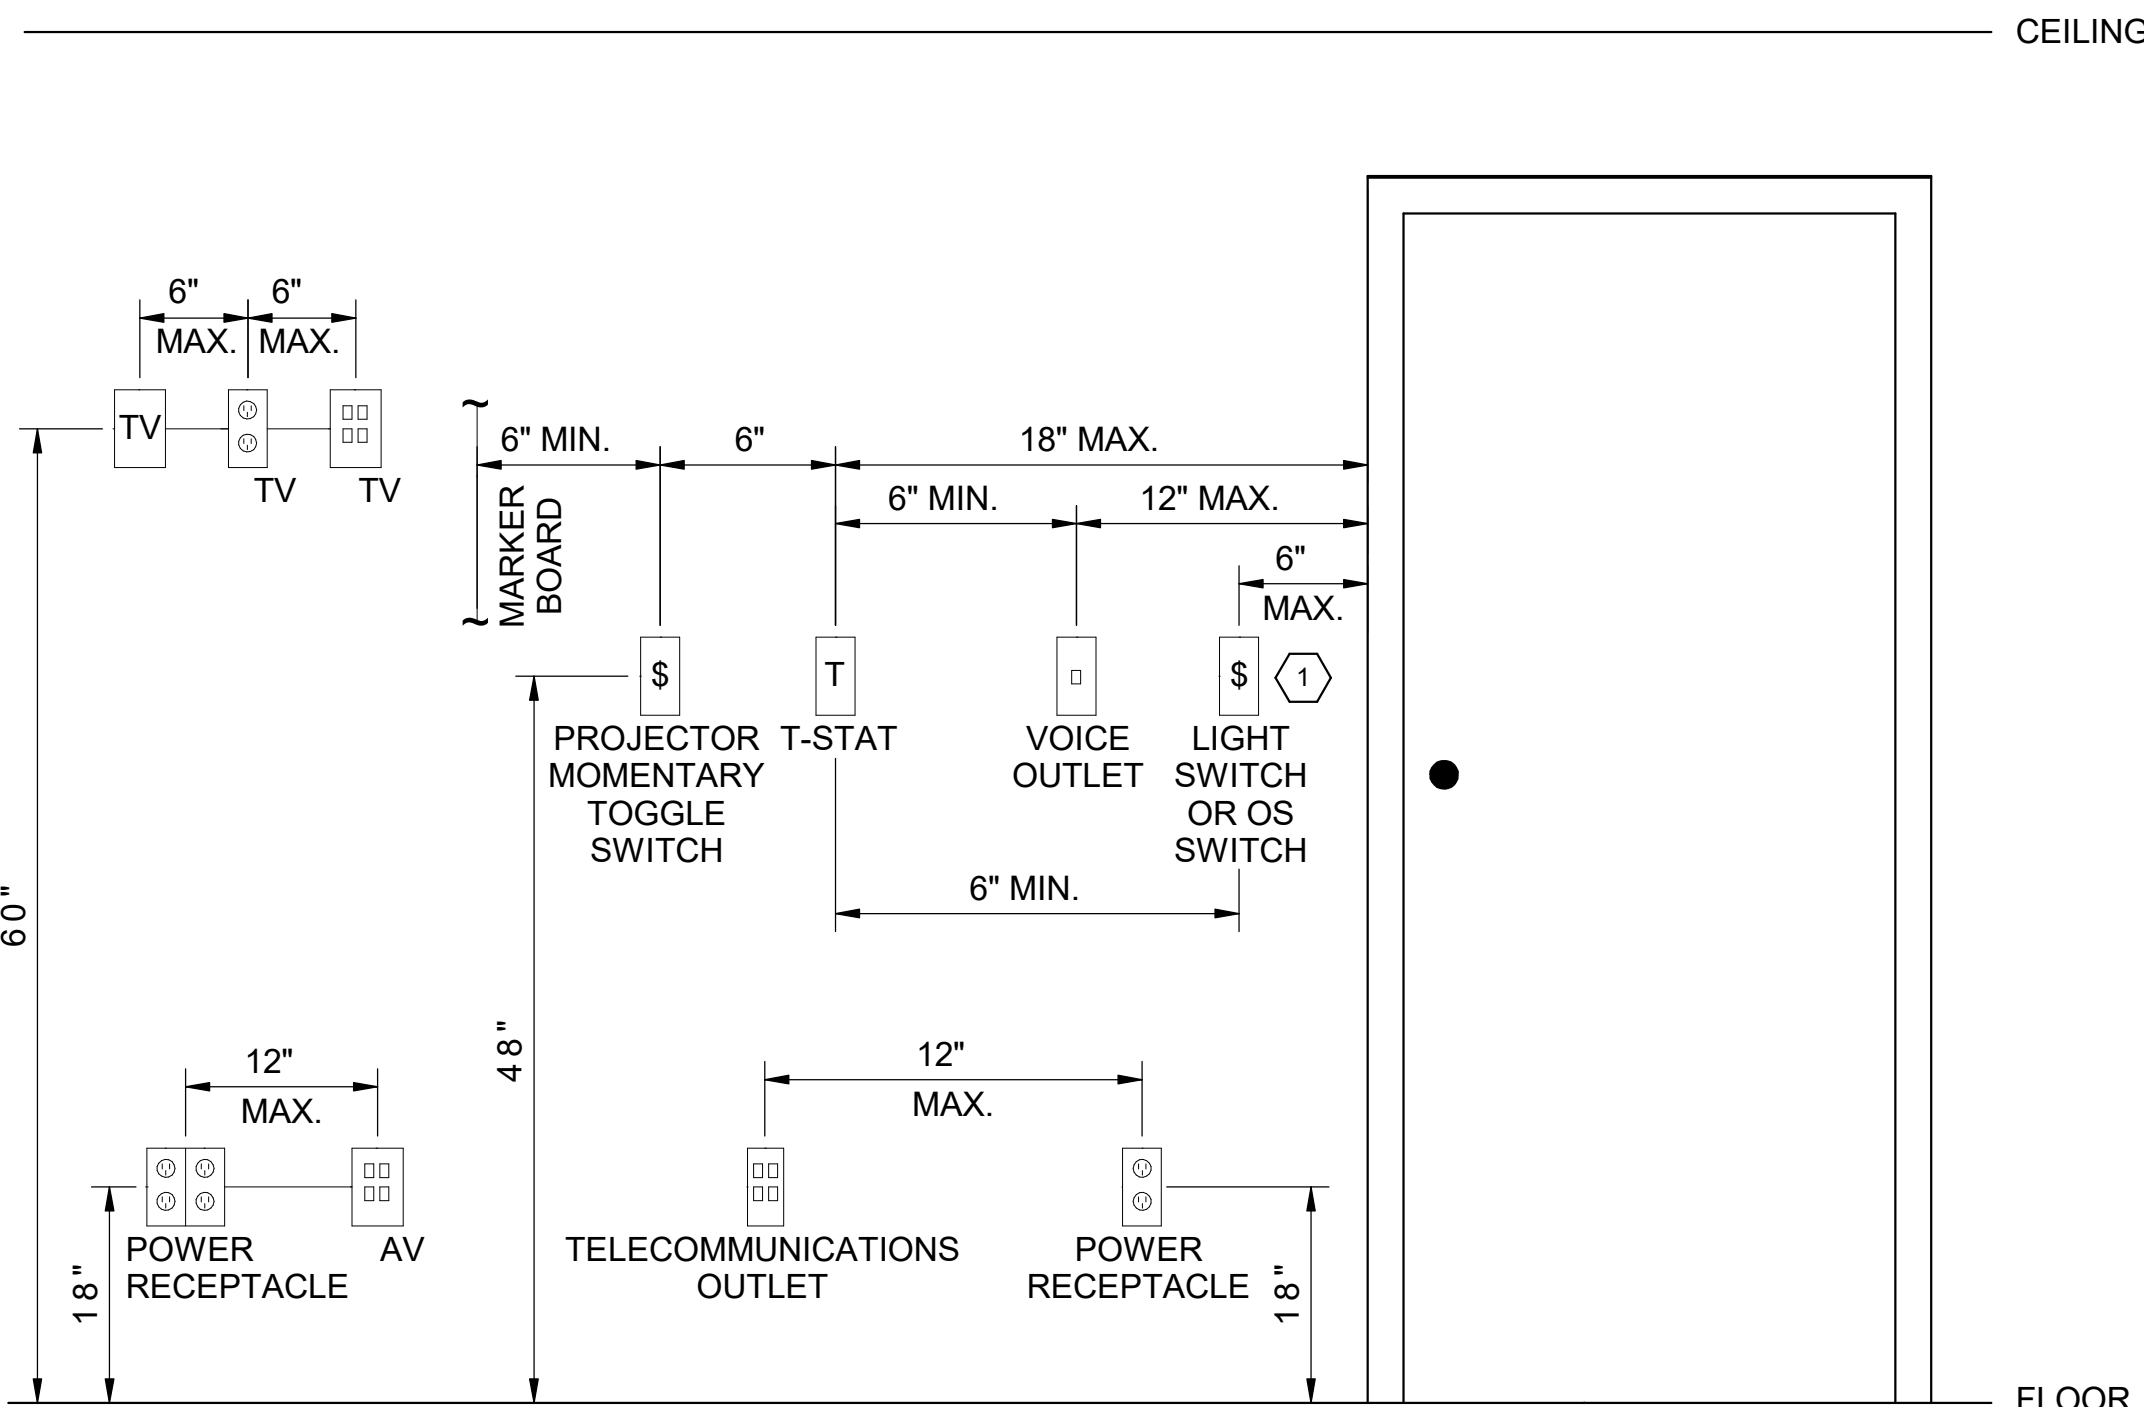 CEILING
6" 6"
MAX. MAX.
TV
TV TV
6" MIN. 6" 18" MAX.
6" MIN. 12" MAX.
6"
MAX.
MARKER
BOARD
$ T $ 1
PROJECTOR
MOMENTARY
TOGGLE
SWITCH
T-STAT
VOICE
OUTLET
LIGHT
SWITCH
OR OS
SWITCH
6" MIN.
60"
48"
12"
MAX.
12"
MAX.
POWER
RECEPTACLE
AV
TELECOMMUNICATIONS
OUTLET
POWER
RECEPTACLE
18"
18"
FLOOR